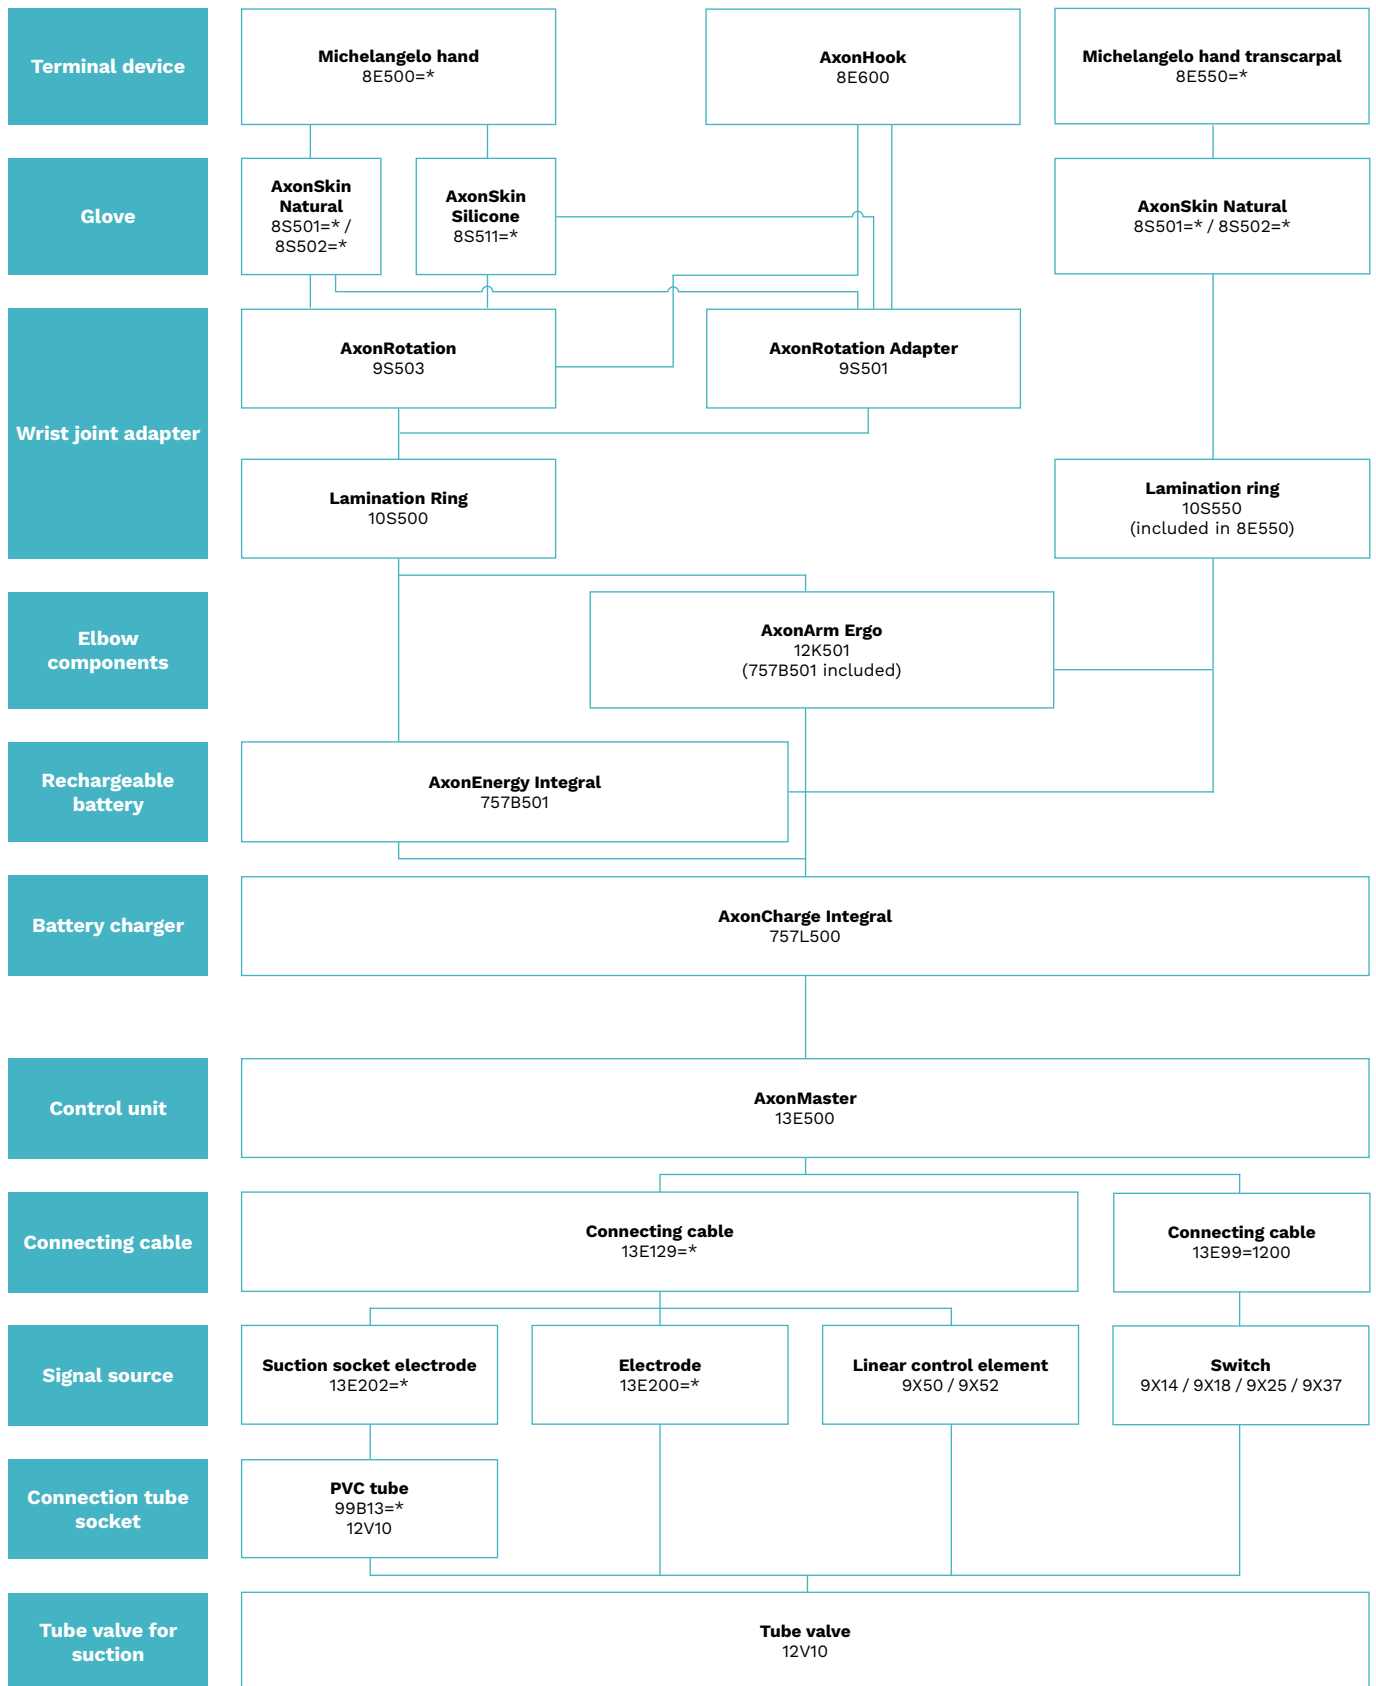 Terminal device
Michelangelo hand
8E500=*
AxonHook
8E600
Michelangelo hand transcarpal
8E550=*
Glove
AxonSkin
Natural
8S501=* /
8S502=*
AxonSkin
Silicone
8S511=*
AxonSkin Natural
8S501=* / 8S502=*
Wrist joint adapter
AxonRotation
9S503
AxonRotation Adapter
9S501
Lamination Ring
10S500
Lamination ring
10S550
(included in 8E550)
Elbow
components
AxonArm Ergo
12K501
(757B501 included)
Rechargeable
battery
AxonEnergy Integral
757B501
Battery charger
AxonCharge Integral
757L500
Control unit
AxonMaster
13E500
Connecting cable
Connecting cable
13E129=*
Connecting cable
13E99=1200
Signal source
Suction socket electrode
13E202=*
Electrode
13E200=*
Linear control element
9X50 / 9X52
Switch
9X14 / 9X18 / 9X25 / 9X37
Connection tube
socket
PVC tube
99B13=*
12V10
Tube valve for
suction
Tube valve
12V10